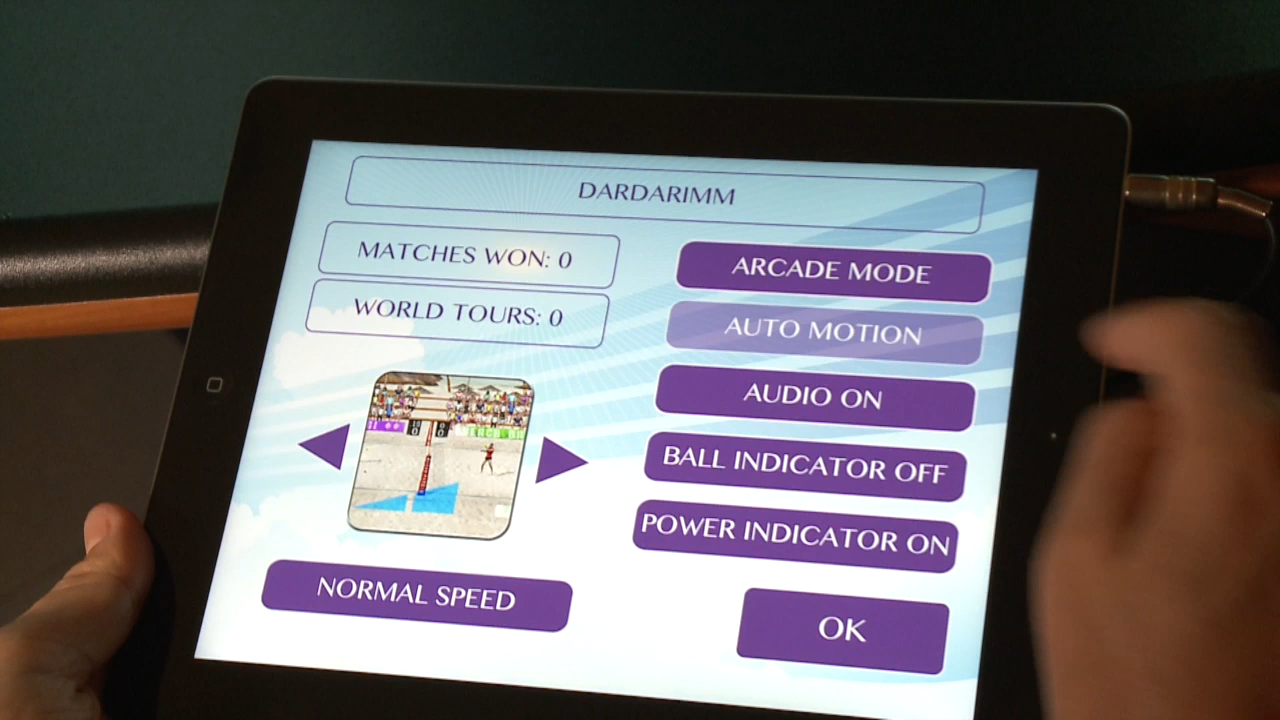 DARDARIMM
MATCHES WON: 0
WORLD TOURS: 0
ARCADE MODE
AUTO MOTION
AUDIO ON
BALL INDICATOR OFF
POWER INDICATOR ON
NORMAL SPEED
OK